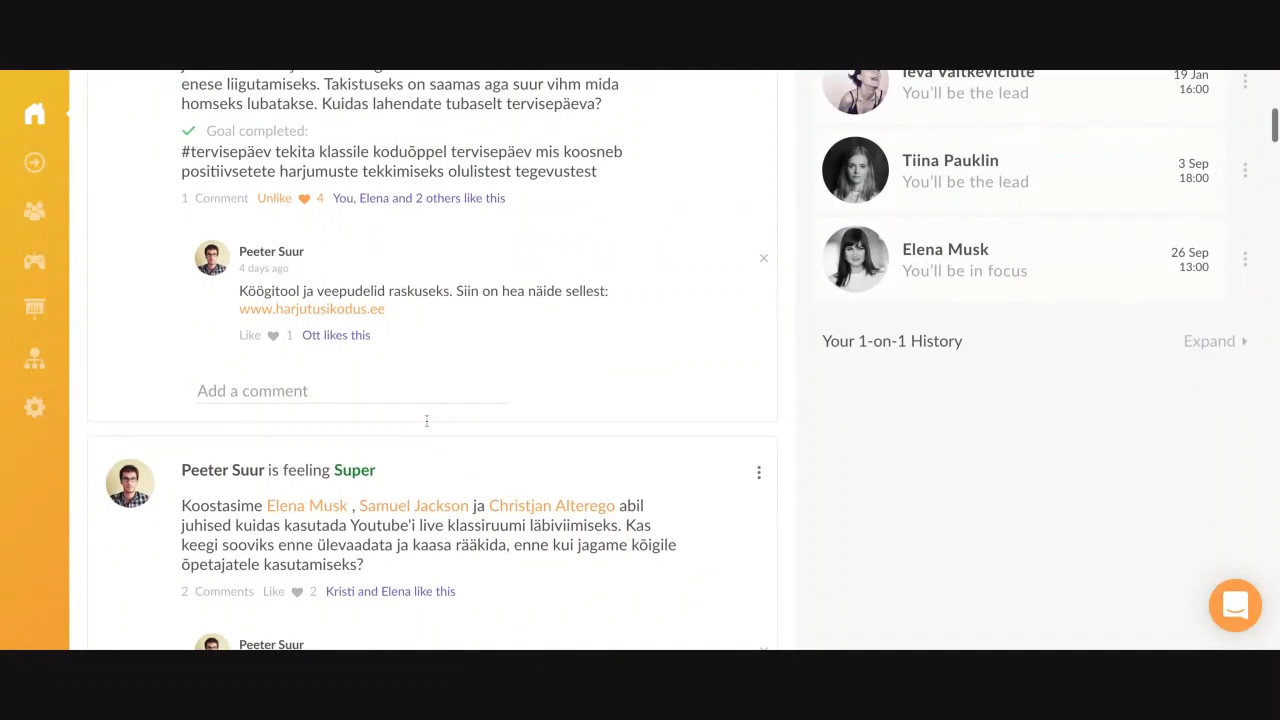 enese liigutamiseks. Takistuseks on saamas aga suur vihm mida
homseks lubatakse. Kuidas lahendate tubaselt tervisepäeva?
Goal completed:
#tervisepäev tekita klassile koduõppel tervisepäev mis koosneb
positiivsetete harjumuste tekkimiseks olulistest tegevustest
1 Comment Unlike 4 You, Elena and 2 others like this
Peeter Suur
4 days ago
Köögitool ja veepudelid raskuseks. Siin on hea näide sellest:
www.harjutusikodus.ee
Like 1 Ott likes this
Add a comment
Peeter Suur is feeling Super
Koostasime Elena Musk , Samuel Jackson ja Christjan Alterego abil
juhised kuidas kasutada Youtube'i live klassiruumi läbiviimiseks. Kas
keegi sooviks enne ülevaadata ja kaasa rääkida, enne kui jagame kõigile
õpetajatele kasutamiseks?
2 Comments Like 2 Kristi and Elena like this
Peeter Suur
Ieva Vaitkeviciute
19 Jan
You'll be the lead
16:00
Tiina Pauklin
3 Sep
You'll be the lead
18:00
Elena Musk
26 Sep
You'll be in focus
13:00
Your 1-on-1 History
Expand